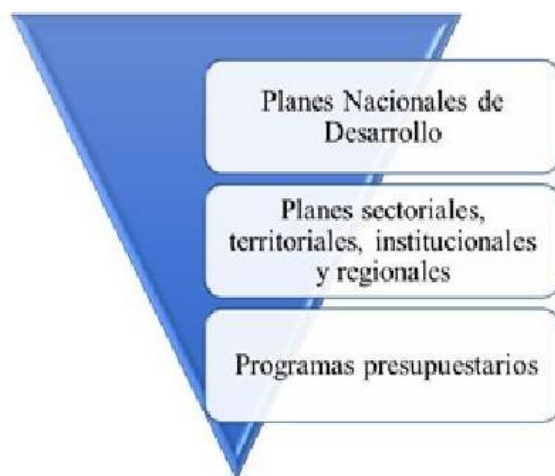 Planes Nacionales de
Desarrollo
Planes sectoriales,
territoriales, institucionales
y regionales
Programas presupuestarios